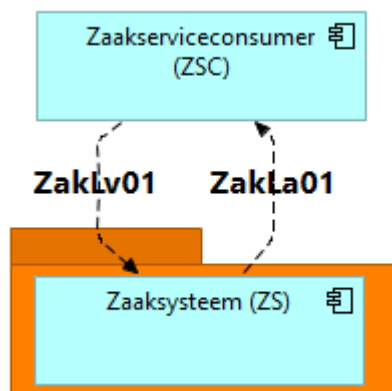 Zaakserviceconsumer
(ZSC)
ZakLv01
ZakLa01
Zaaksysteem (ZS)